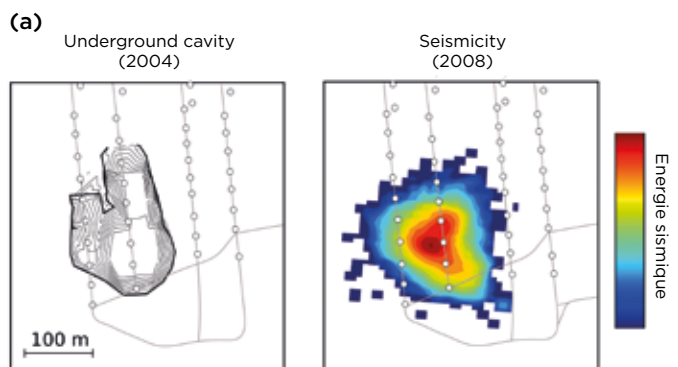 (a)
Underground cavity
(2004)
Seismicity
(2008)
Energie sismique
100 m